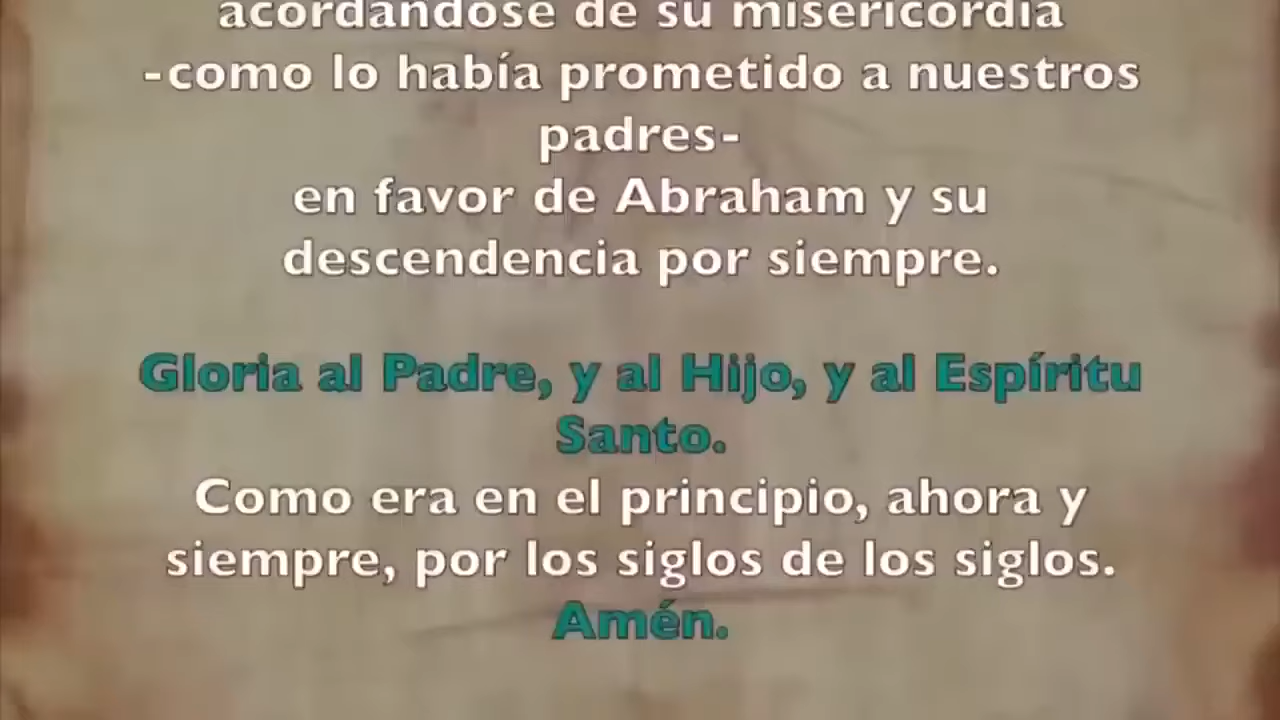 acordándose de su misericordia
-como lo había prometido a nuestros
padres-
en favor de Abraham y su
descendencia por siempre.
Gloria al Padre, y al Hijo, y al Espíritu
Santo.
Como era en el principio, ahora y
siempre, por los siglos de los siglos.
Amén.